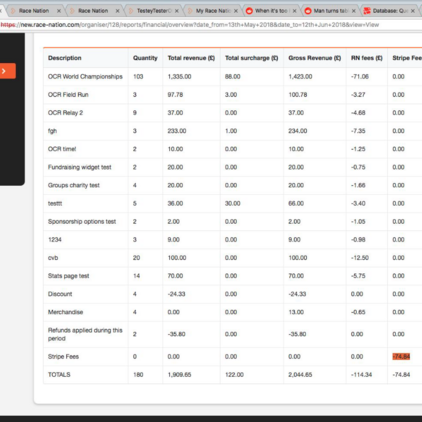 Race Nation × Race Nation × TesteyTester × My Race Nation × When it's too × Man turns ta × Database: Qu
https://new.race-nation.com/organiser/128/reports/financial/overview?date_from=13th+May+2018&date_to=12th+Jun+2018&view=View
Description Quantity Total revenue (£) Total surcharge (£) Gross Revenue (£) RN fees (£) Stripe Fee
OCR World Championships 103 1,335.00 88.00 1,423.00 -71.06 0.00
OCR Field Run 3 97.78 3.00 100.78 -3.27 0.00
OCR Relay 2 9 37.00 0.00 37.00 -4.68 0.00
fgh 3 233.00 1.00 234.00 -7.35 0.00
OCR time! 2 10.00 0.00 10.00 -1.25 0.00
Fundraising widget test 2 20.00 0.00 20.00 -0.75 0.00
Groups charity test 4 20.00 0.00 20.00 -1.66 0.00
testtt 5 36.00 30.00 66.00 -3.40 0.00
Sponsorship options test 2 2.00 0.00 2.00 -1.05 0.00
1234 3 9.00 0.00 9.00 -0.98 0.00
cvb 20 100.00 0.00 100.00 -12.50 0.00
Stats page test 14 70.00 0.00 70.00 -5.75 0.00
Discount 4 -24.33 0.00 -24.33 0.00 0.00
Merchandise 4 0.00 0.00 13.00 -0.65 0.00
Refunds applied during this
period 2 -35.80 0.00 -35.80 0.00 0.00
Stripe Fees 0 0.00 0.00 0.00 0.00 -74.84
TOTALS 180 1,909.65 122.00 2,044.65 -114.34 -74.84